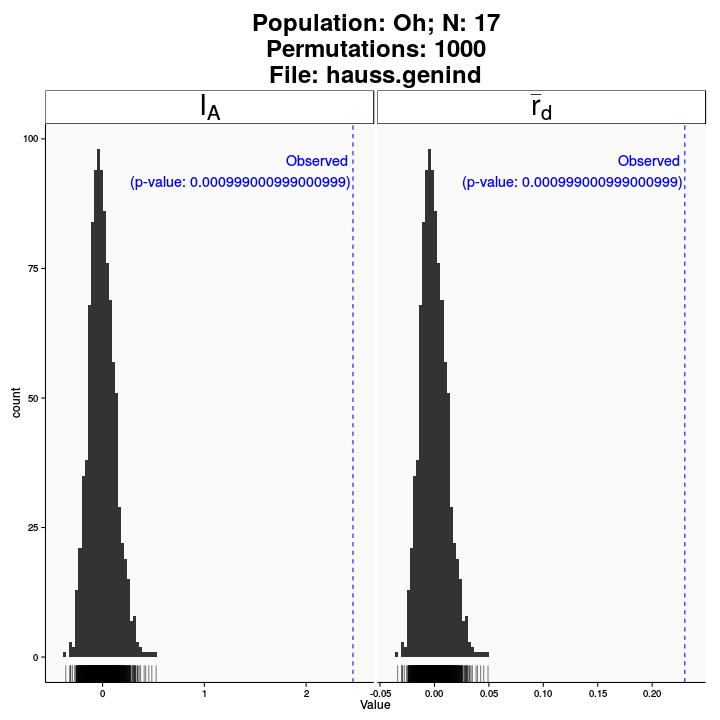 Population: Oh; N: 17
Permutations: 1000
File: hauss.genind
I_A
r̄_d
100
75
50
25
0
count
Observed
(p-value: 0.000999000999000999)
Observed
(p-value: 0.000999000999000999)
0 1 2
-0.05 0.00 0.05 0.10 0.15 0.20
Value